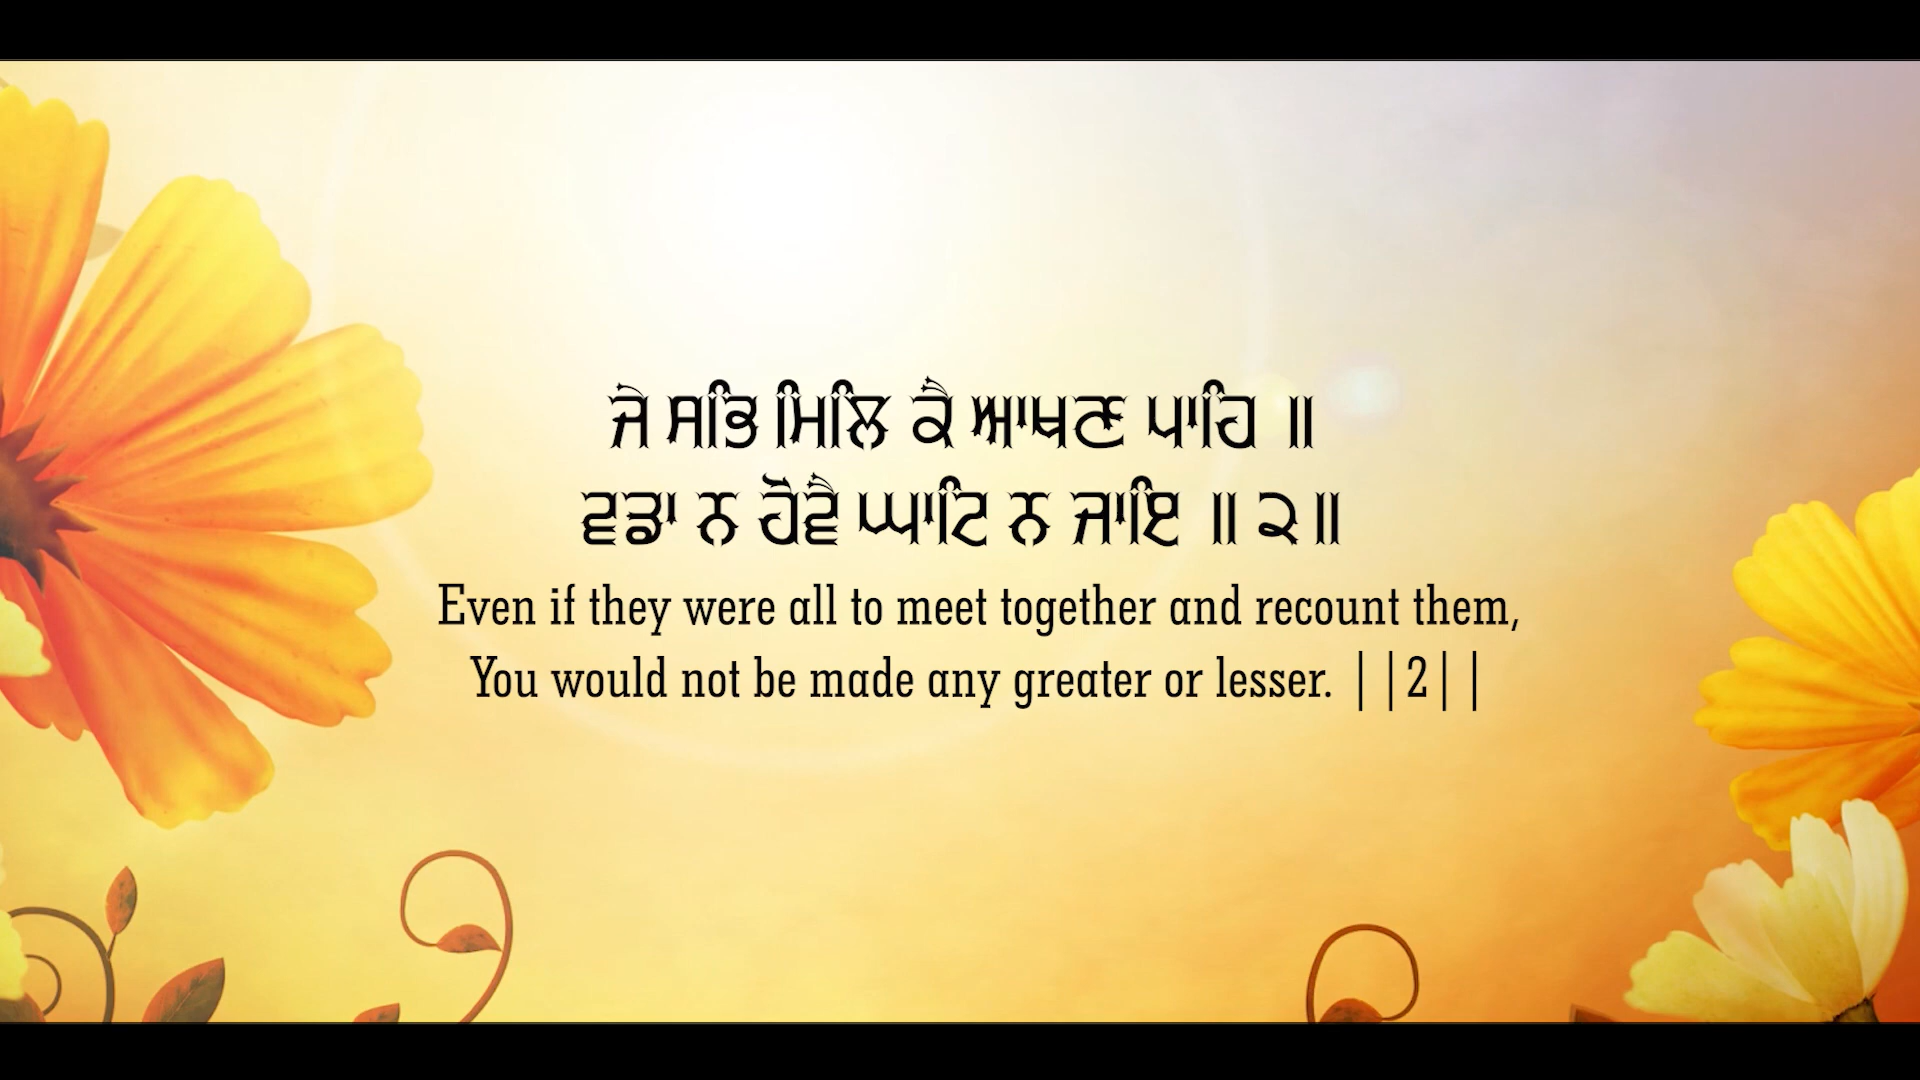 ਜੇ ਸਭਿ ਮਿਲਿ ਕੈ ਆਖਣ ਪਾਹਿ ॥
ਵਡਾ ਨ ਹੋਵੈ ਘਾਟਿ ਨ ਜਾਇ ॥੨॥
Even if they were all to meet together and recount them,
You would not be made any greater or lesser. ||2||